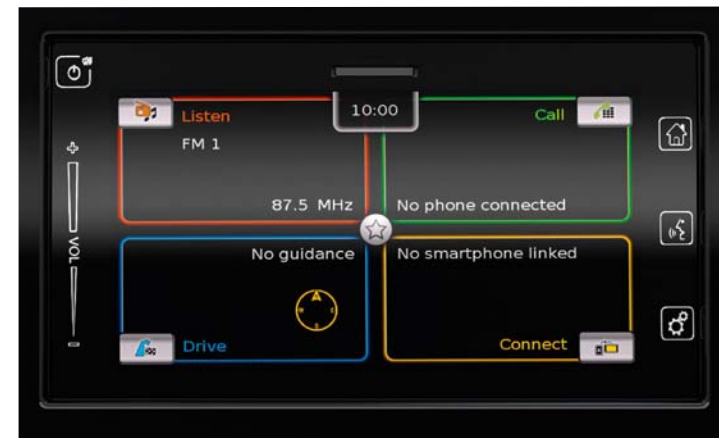 10:00
Listen
Call
FM 1
87.5 MHz
No phone connected
VOL
No guidance
No smartphone linked
Drive
Connect